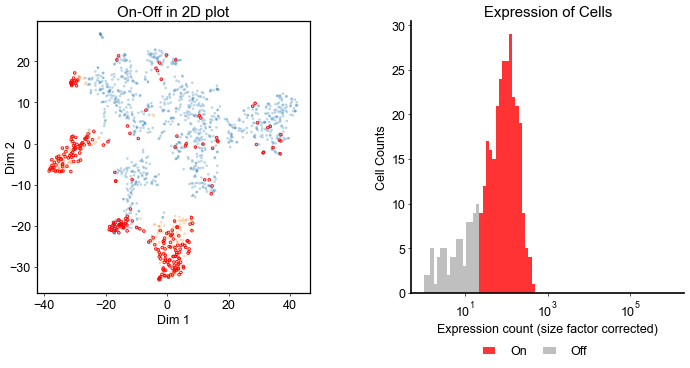 On-Off in 2D plot
Dim 2
20
10
0
−10
−20
−30
−40
−20
0
20
40
Dim 1
Expression of Cells
Cell Counts
30
25
20
15
10
5
0
10^1
10^3
10^5
Expression count (size factor corrected)
On
Off